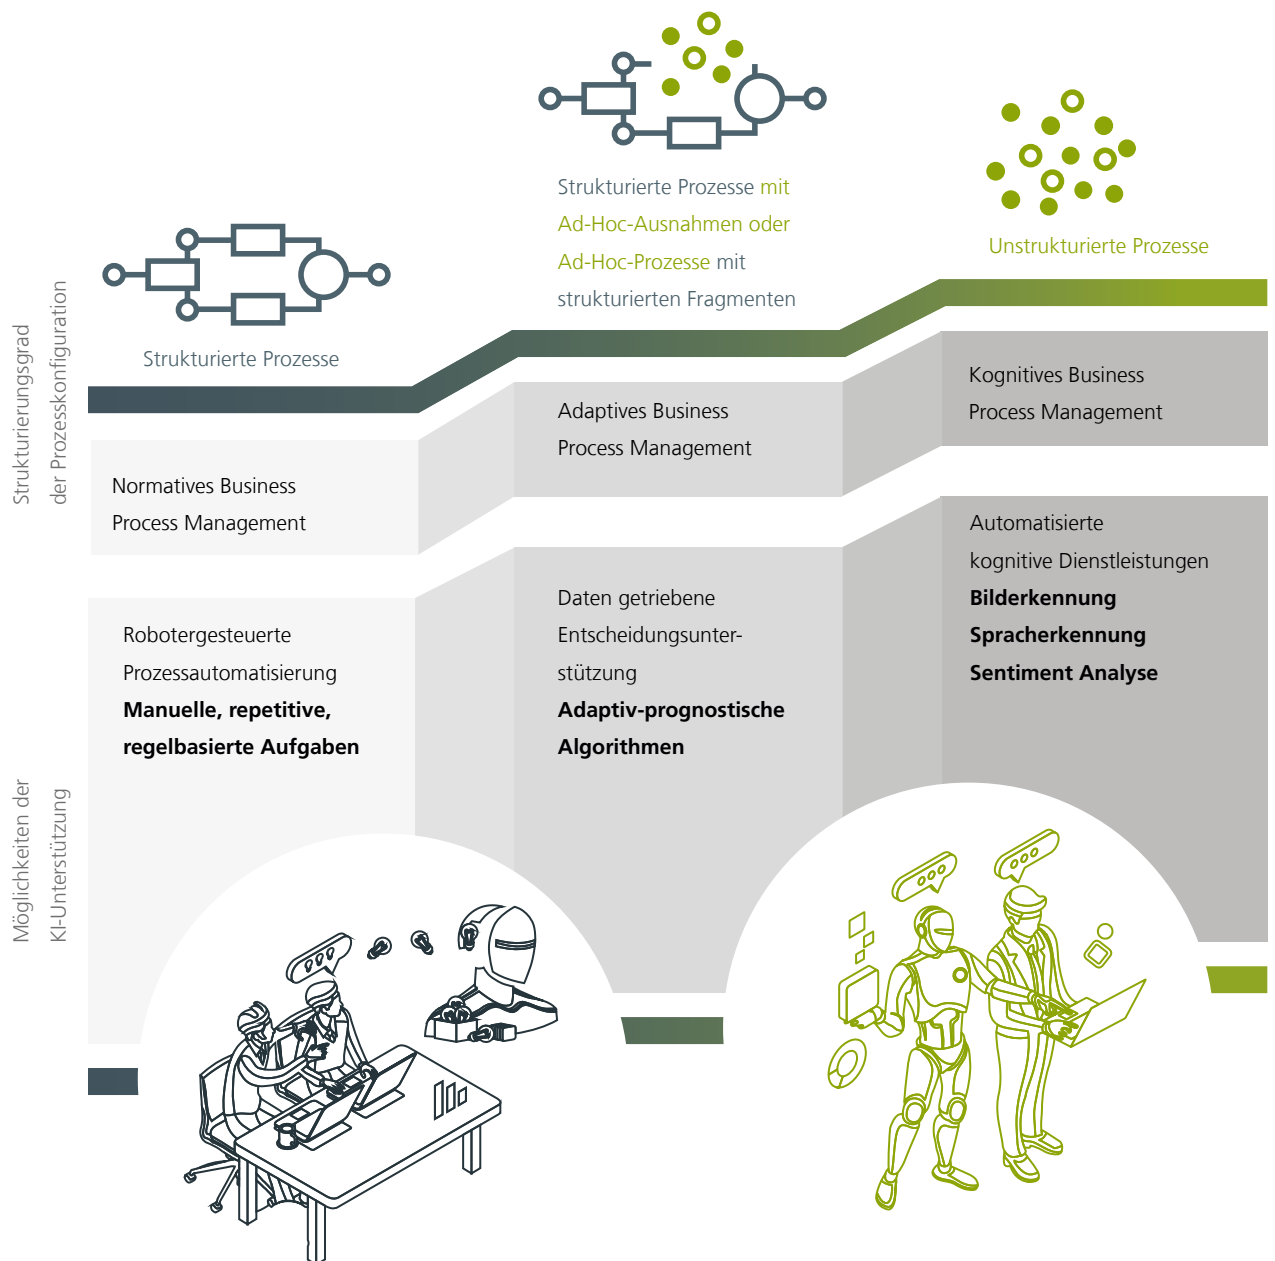 Strukturierungsgrad
der Prozesskonfiguration
Strukturierte Prozesse
Strukturierte Prozesse mit
Ad-Hoc-Ausnahmen oder
Ad-Hoc-Prozesse mit
strukturierten Fragmenten
Unstrukturierte Prozesse
Normatives Business
Process Management
Adaptives Business
Process Management
Kognitives Business
Process Management
Möglichkeiten der
KI-Unterstützung
Robotergesteuerte
Prozessautomatisierung
Manuelle, repetitive,
regelbasierte Aufgaben
Daten getriebene
Entscheidungsunter-
stützung
Adaptiv-prognostische
Algorithmen
Automatisierte
kognitive Dienstleistungen
Bilderkennung
Spracherkennung
Sentiment Analyse